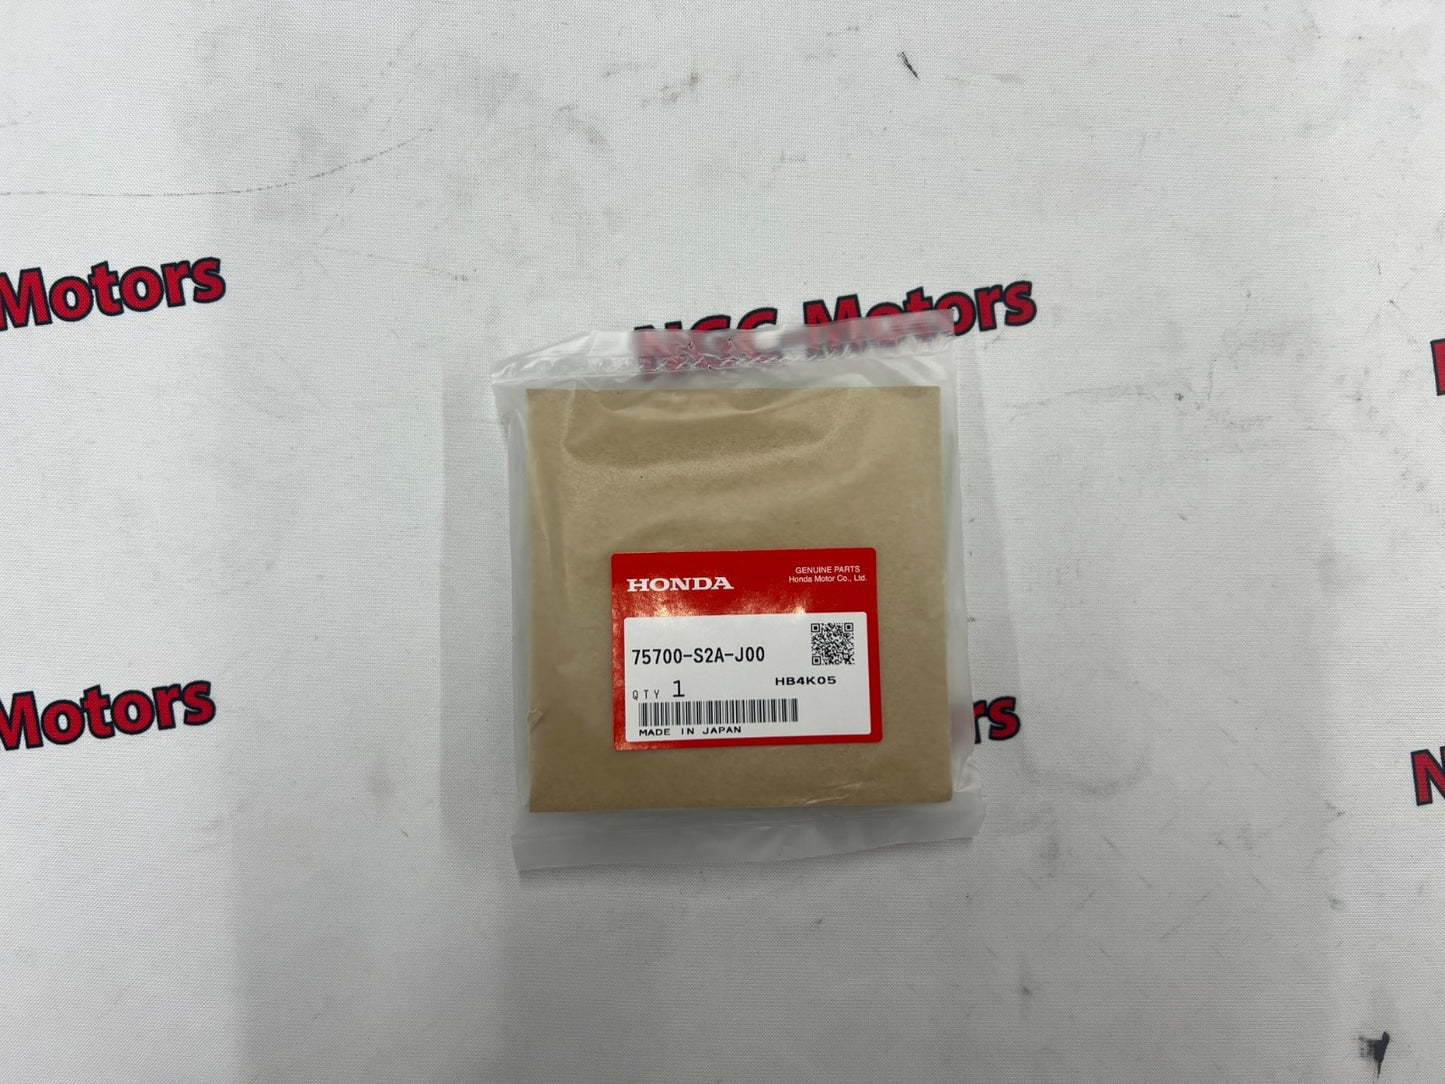 Motors
NGC Motors
HONDA
GENUINE PARTS
Honda Motor Co., Ltd.
75700-S2A-J00
HB4K05
QTY 1
MADE IN JAPAN
Motors
rs
N